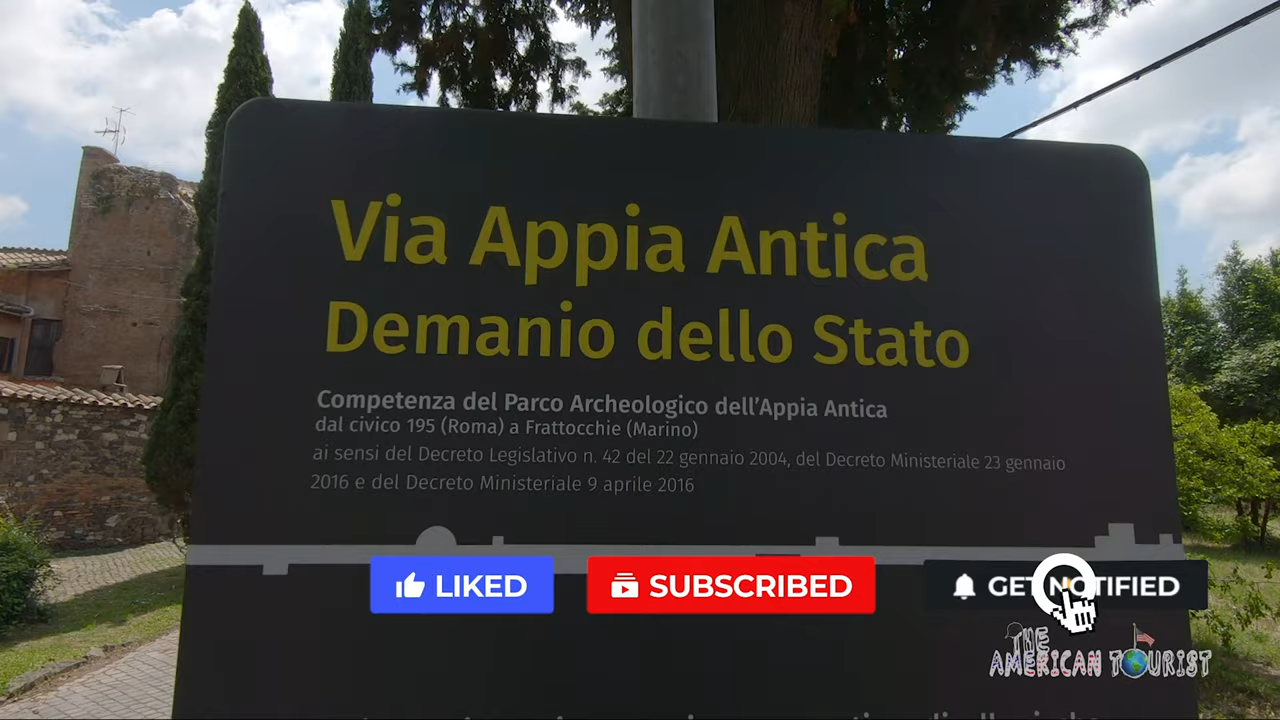 Via Appia Antica
Demanio dello Stato
Competenza del Parco Archeologico dell'Appia Antica
dal civico 195 (Roma) a Frattocchie (Marino)
ai sensi del Decreto Legislativo n. 42 del 22 gennaio 2004, del Decreto Ministeriale 23 gennaio
2016 e del Decreto Ministeriale 9 aprile 2016
LIKED
SUBSCRIBED
GET NOTIFIED
THE
AMERICAN TOURIST